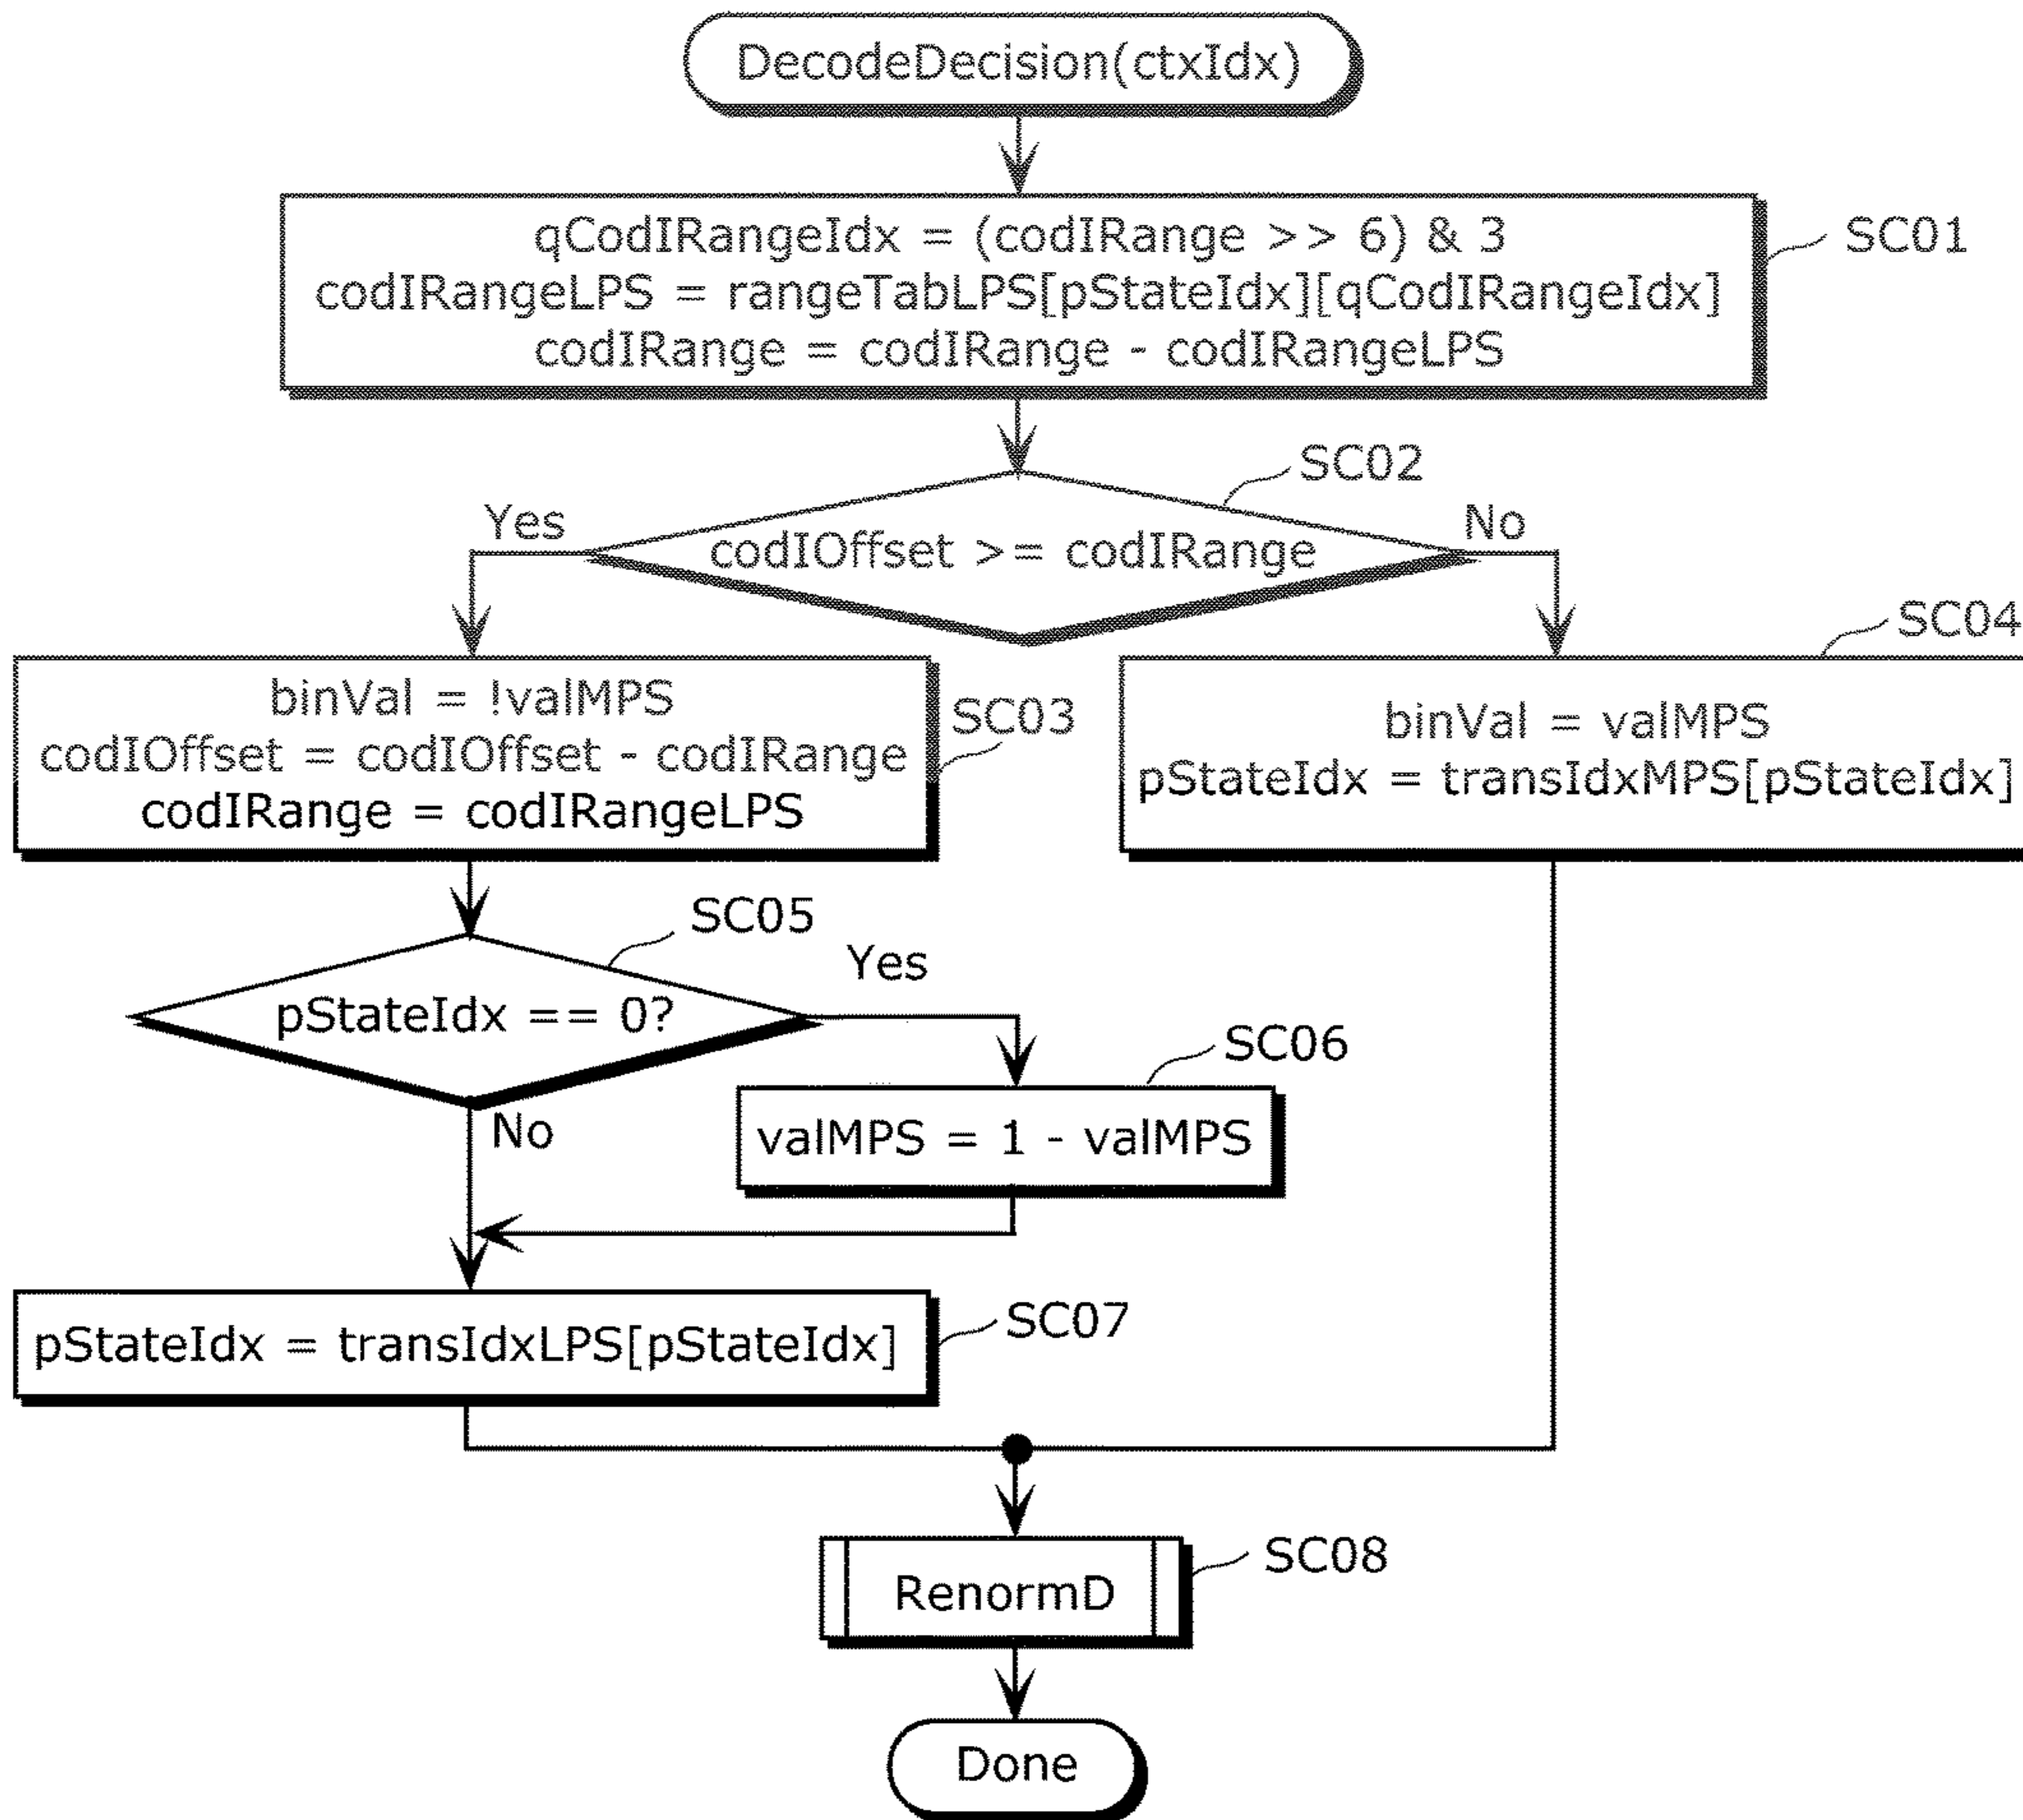 DecodeDecision(ctxIdx)
qCodIRangeIdx = (codIRange >> 6) & 3
codIRangeLPS = rangeTabLPS[pStateIdx][qCodIRangeIdx]
codIRange = codIRange - codIRangeLPS
SC01
SC02
Yes
codIOffset >= codIRange
No
binVal = !valMPS
codIOffset = codIOffset - codIRange
codIRange = codIRangeLPS
SC03
SC04
binVal = valMPS
pStateIdx = transIdxMPS[pStateIdx]
SC05
pStateIdx == 0?
Yes
No
SC06
valMPS = 1 - valMPS
pStateIdx = transIdxLPS[pStateIdx]
SC07
RenormD
SC08
Done